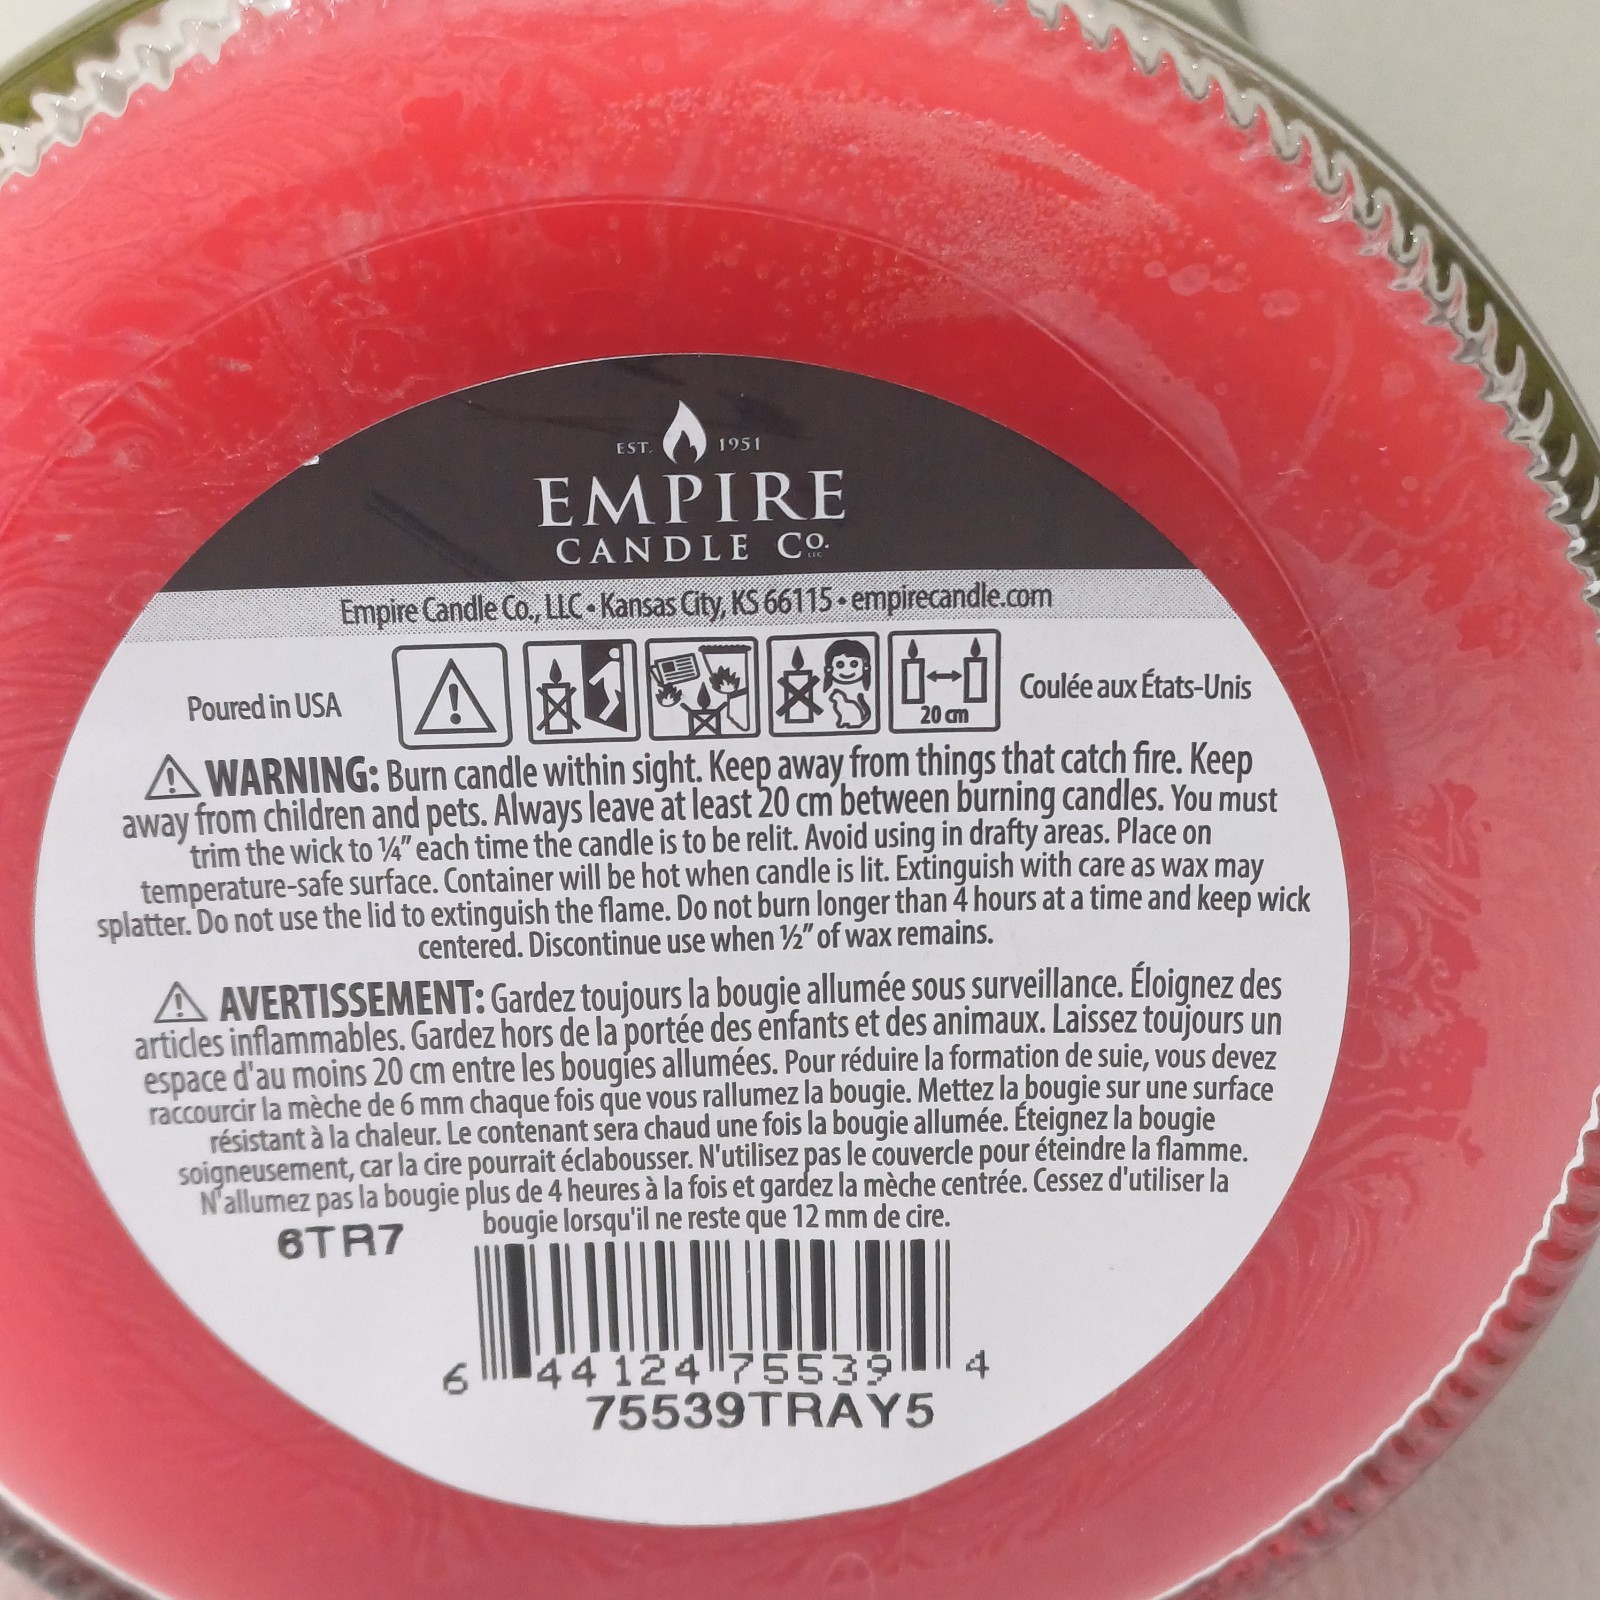 EST. 1951
EMPIRE
CANDLE Co.
LLC
Empire Candle Co., LLC • Kansas City, KS 66115 • empirecandle.com
Poured in USA
20 cm
Coulée aux États-Unis
WARNING: Burn candle within sight. Keep away from things that catch fire. Keep
away from children and pets. Always leave at least 20 cm between burning candles. You must
trim the wick to ¼" each time the candle is to be relit. Avoid using in drafty areas. Place on
temperature-safe surface. Container will be hot when candle is lit. Extinguish with care as wax may
splatter. Do not use the lid to extinguish the flame. Do not burn longer than 4 hours at a time and keep wick
centered. Discontinue use when ½" of wax remains.
AVERTISSEMENT: Gardez toujours la bougie allumée sous surveillance. Éloignez des
articles inflammables. Gardez hors de la portée des enfants et des animaux. Laissez toujours un
espace d'au moins 20 cm entre les bougies allumées. Pour réduire la formation de suie, vous devez
raccourcir la mèche de 6 mm chaque fois que vous rallumez la bougie. Mettez la bougie sur une surface
résistant à la chaleur. Le contenant sera chaud une fois la bougie allumée. Éteignez la bougie
soigneusement, car la cire pourrait éclabousser. N'utilisez pas le couvercle pour éteindre la flamme.
N'allumez pas la bougie plus de 4 heures à la fois et gardez la mèche centrée. Cessez d'utiliser la
bougie lorsqu'il ne reste que 12 mm de cire.
6TR7
6 44124 75539 4
75539TRAY5